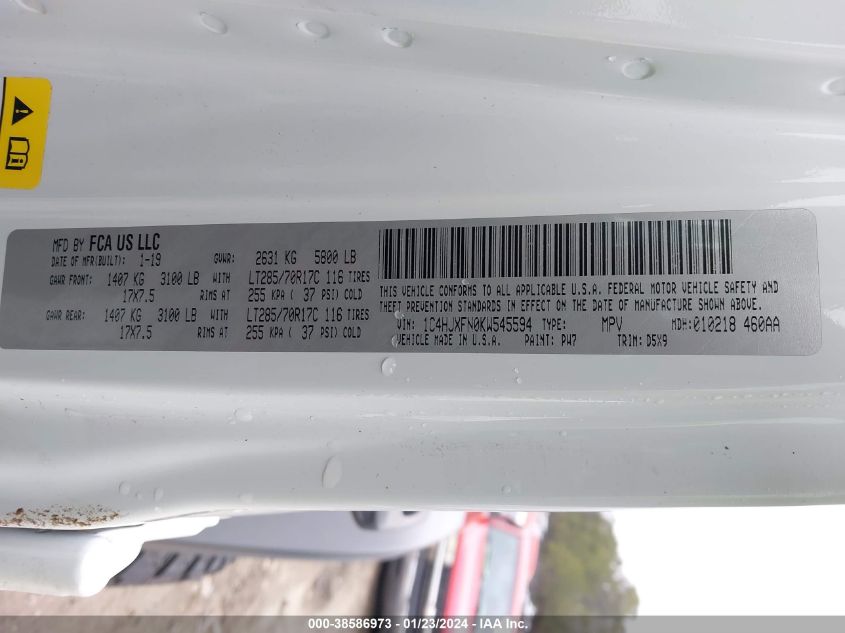 MFD BY FCA US LLC
DATE OF MFR(BUILT): 1-19 GVWR: 2631 KG 5800 LB
GAWR FRONT: 1407 KG 3100 LB WITH LT285/70R17C 116 TIRES
17X7.5 RIMS AT 255 KPA ( 37 PSI) COLD
GAWR REAR: 1407 KG 3100 LB WITH LT285/70R17C 116 TIRES
17X7.5 RIMS AT 255 KPA ( 37 PSI) COLD
THIS VEHICLE CONFORMS TO ALL APPLICABLE U.S.A. FEDERAL MOTOR VEHICLE SAFETY AND
THEFT PREVENTION STANDARDS IN EFFECT ON THE DATE OF MANUFACTURE SHOWN ABOVE.
VIN: 1C4HJXFN0KW545594 TYPE: MPV MDH: 010218 460AA
VEHICLE MADE IN U.S.A. PAINT: PW7 TRIM: D5X9
000-38586973 - 01/23/2024 - IAA Inc.